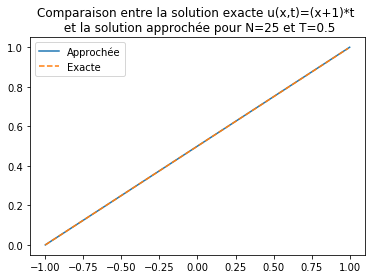 Comparaison entre la solution exacte u(x,t)=(x+1)*t
et la solution approchée pour N=25 et T=0.5
Approchée
Exacte
1.0
0.8
0.6
0.4
0.2
0.0
−1.00 −0.75 −0.50 −0.25 0.00 0.25 0.50 0.75 1.00